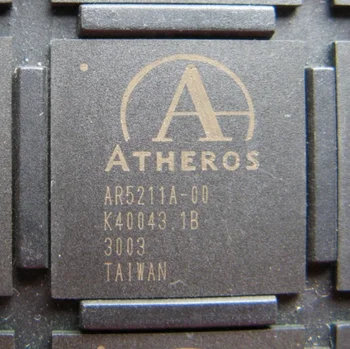 ATHEROS
AR5211A-00
K40043.1B
3003
TAIWAN